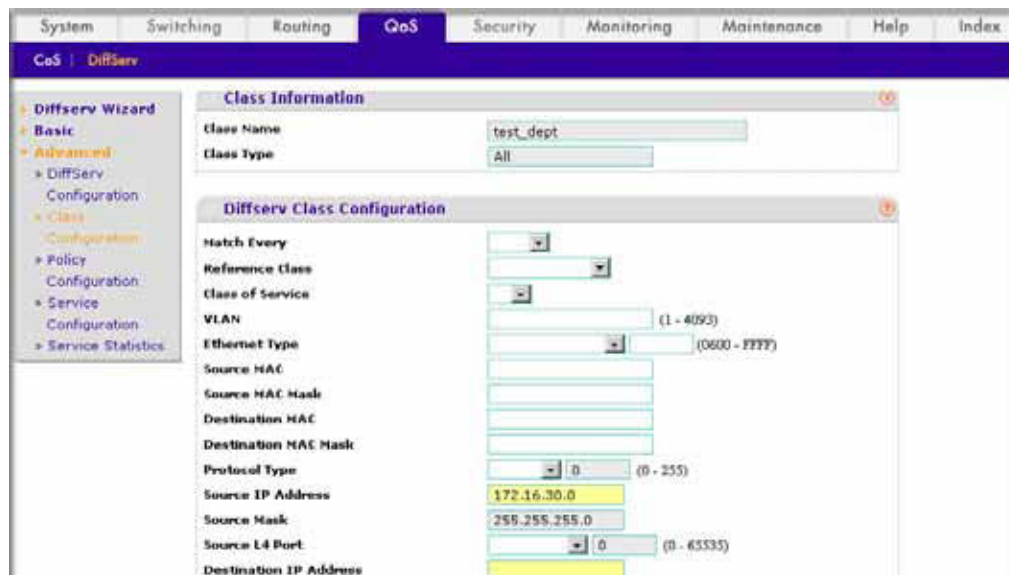 System Switching Routing QoS Security Monitoring Maintenance Help Index
CoS | DiffServ
Diffserv Wizard
Basic
Advanced
DiffServ
Configuration
Class
Configuration
Policy
Configuration
Service
Configuration
Service Statistics
Class Information
Class Name test_dept
Class Type All
Diffserv Class Configuration
Match Every
Reference Class
Class of Service
VLAN (1 - 4093)
Ethernet Type (0600 - FFFF)
Source MAC
Source MAC Mask
Destination MAC
Destination MAC Mask
Protocol Type 0 (0 - 255)
Source IP Address 172.16.30.0
Source Mask 255.255.255.0
Source L4 Port 0 (0 - 65535)
Destination IP Address